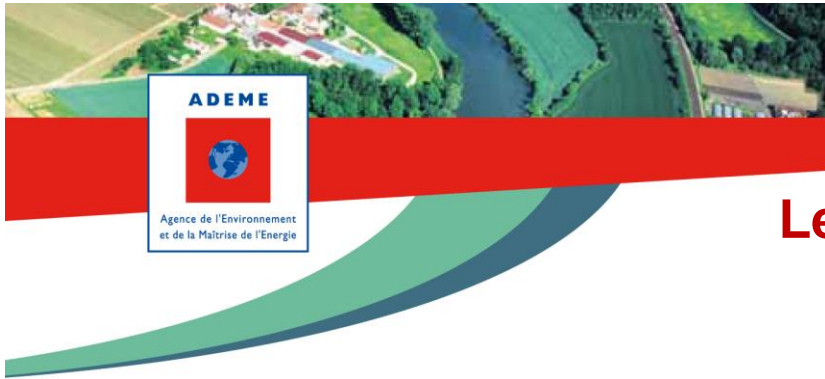 ADEME
Agence de l'Environnement
et de la Maîtrise de l'Energie
Le